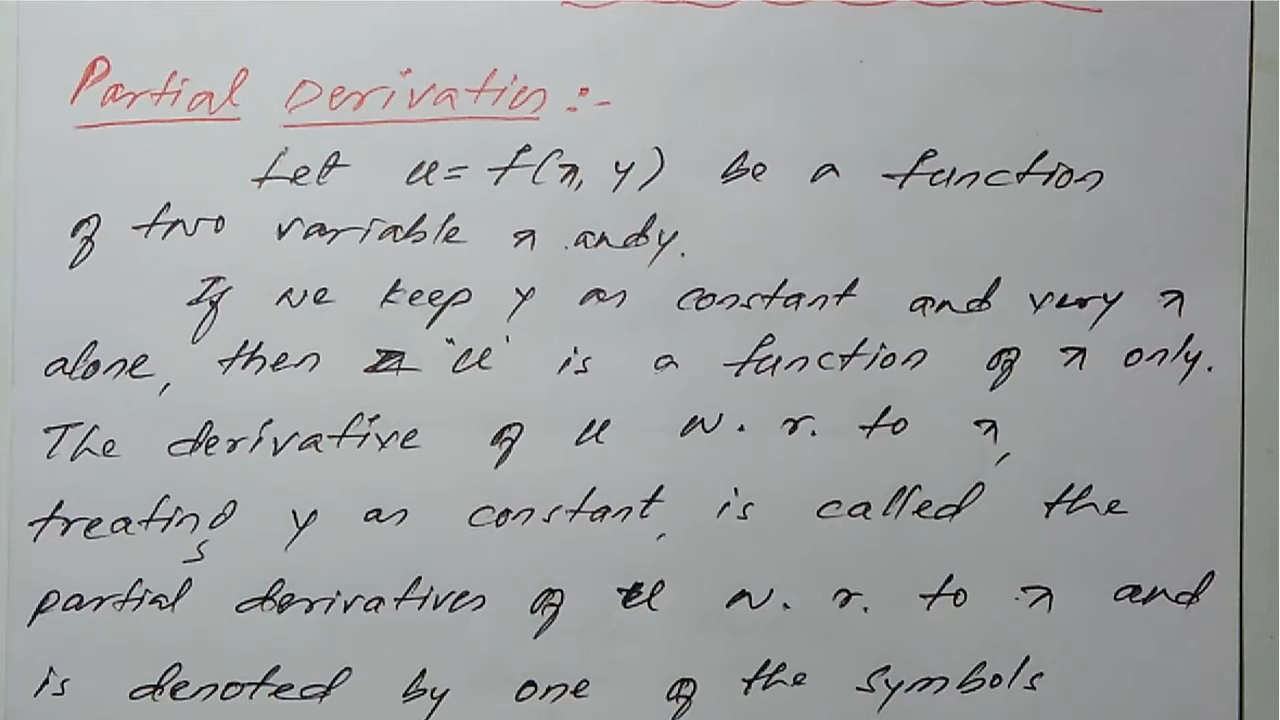 Partial Derivaties :-
Let u = f(x, y) be a function
of two variable x and y.
If we keep y as constant and very x
alone, then "u" is a function of x only.
The derivative of u w. r. to x,
treating y as constant, is called the
partial derivatives of u w. r. to x and
is denoted by one of the symbols